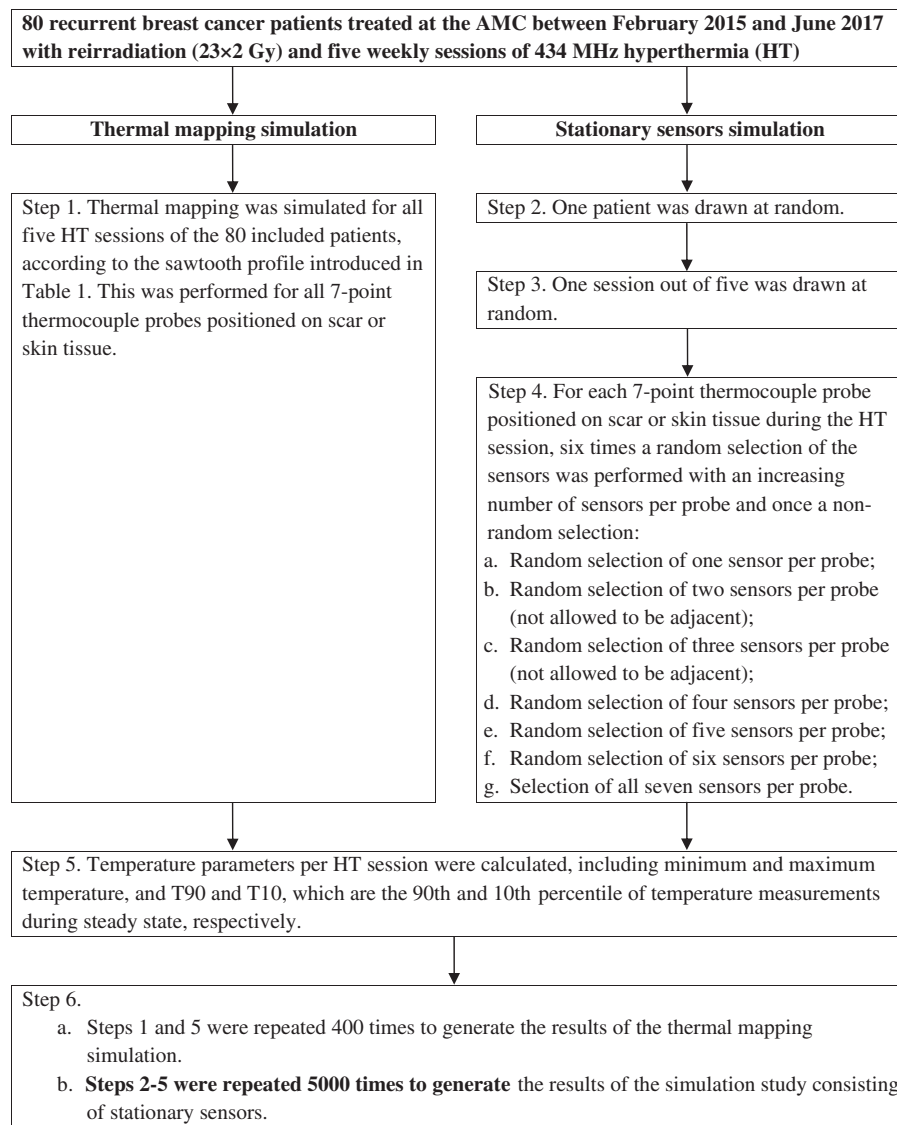 80 recurrent breast cancer patients treated at the AMC between February 2015 and June 2017
with reirradiation (23×2 Gy) and five weekly sessions of 434 MHz hyperthermia (HT)
Thermal mapping simulation
Stationary sensors simulation
Step 1. Thermal mapping was simulated for all
five HT sessions of the 80 included patients,
according to the sawtooth profile introduced in
Table 1. This was performed for all 7-point
thermocouple probes positioned on scar or
skin tissue.
Step 2. One patient was drawn at random.
Step 3. One session out of five was drawn at
random.
Step 4. For each 7-point thermocouple probe
positioned on scar or skin tissue during the HT
session, six times a random selection of the
sensors was performed with an increasing
number of sensors per probe and once a non-
random selection:
a. Random selection of one sensor per probe;
b. Random selection of two sensors per probe
(not allowed to be adjacent);
c. Random selection of three sensors per probe
(not allowed to be adjacent);
d. Random selection of four sensors per probe;
e. Random selection of five sensors per probe;
f. Random selection of six sensors per probe;
g. Selection of all seven sensors per probe.
Step 5. Temperature parameters per HT session were calculated, including minimum and maximum
temperature, and T90 and T10, which are the 90th and 10th percentile of temperature measurements
during steady state, respectively.
Step 6.
a. Steps 1 and 5 were repeated 400 times to generate the results of the thermal mapping
simulation.
b. Steps 2-5 were repeated 5000 times to generate the results of the simulation study consisting
of stationary sensors.